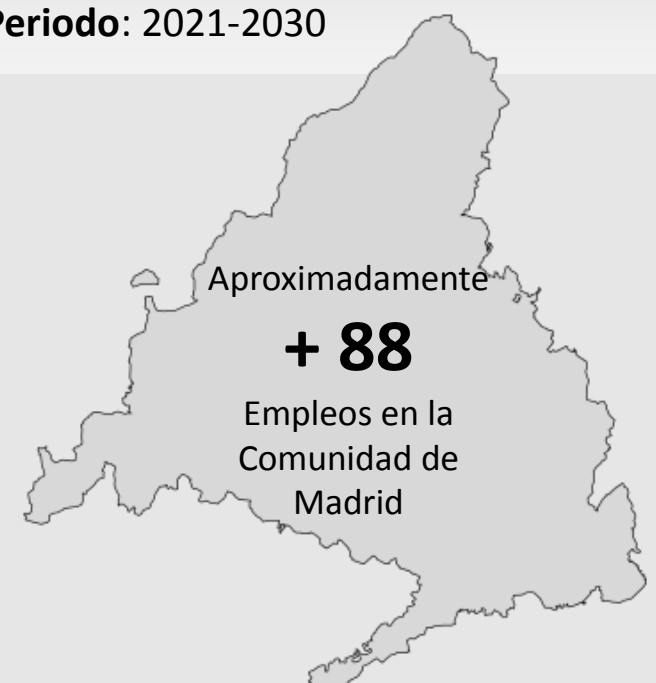 Periodo: 2021-2030
Aproximadamente
+ 88
Empleos en la
Comunidad de
Madrid